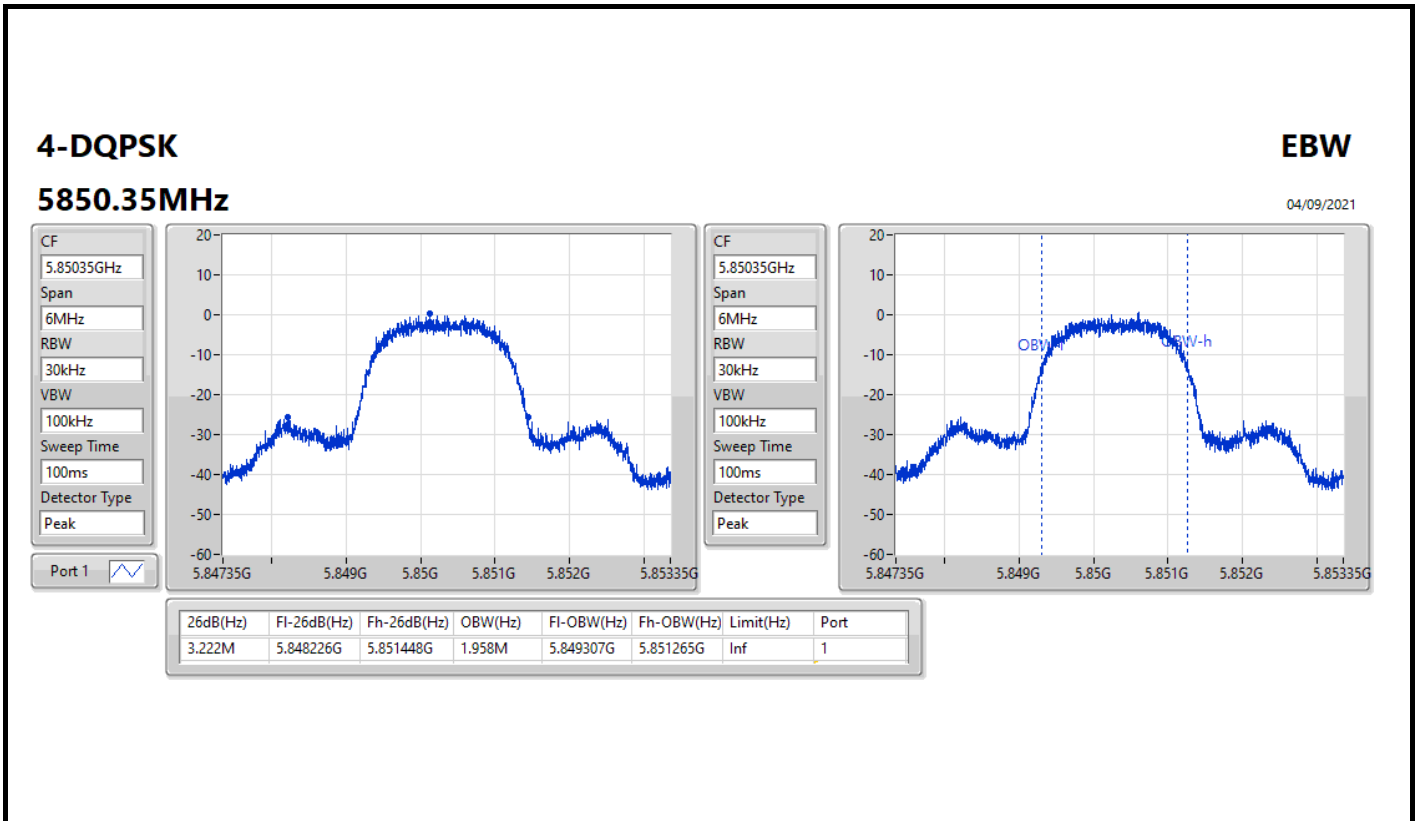 4-DQPSK
EBW
5850.35MHz
04/09/2021
CF
5.85035GHz
Span
6MHz
RBW
30kHz
VBW
100kHz
Sweep Time
100ms
Detector Type
Peak
Port 1
20
10
0
-10
-20
-30
-40
-50
-60
5.84735G 5.849G 5.85G 5.851G 5.852G 5.85335G
CF
5.85035GHz
Span
6MHz
RBW
30kHz
VBW
100kHz
Sweep Time
100ms
Detector Type
Peak
20
10
0
-10
-20
-30
-40
-50
-60
OBW-h
5.84735G 5.849G 5.85G 5.851G 5.852G 5.85335G
26dB(Hz) Fl-26dB(Hz) Fh-26dB(Hz) OBW(Hz) Fl-OBW(Hz) Fh-OBW(Hz) Limit(Hz) Port
3.222M 5.848226G 5.851448G 1.958M 5.849307G 5.851265G Inf 1